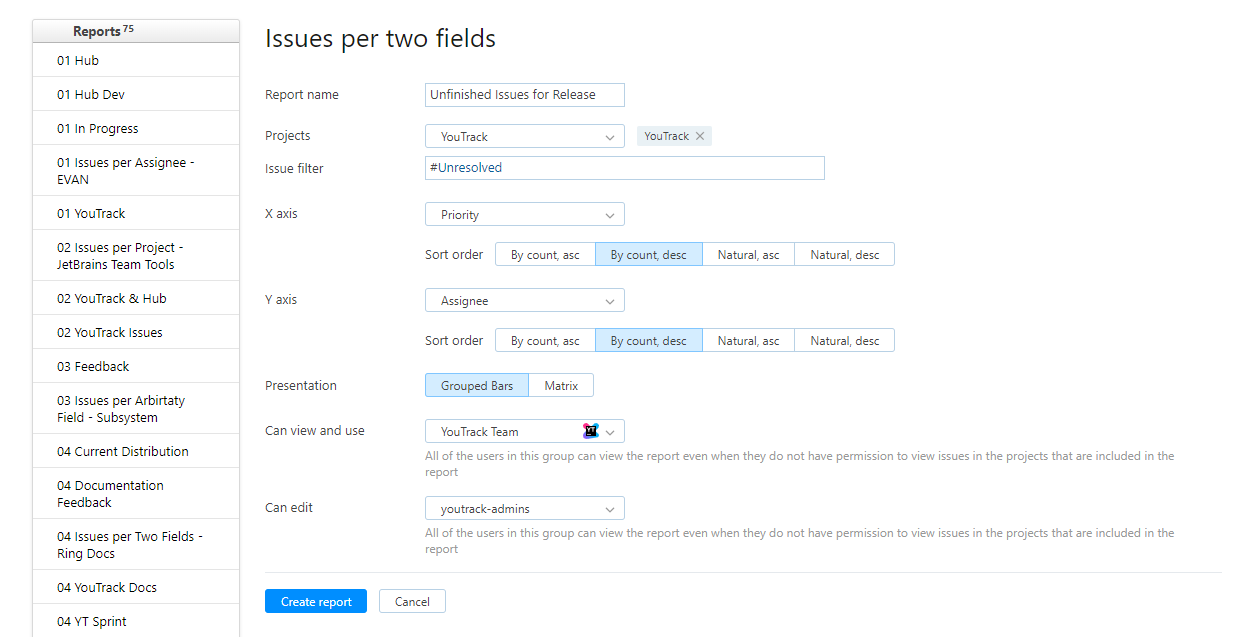 Reports 75
01 Hub
01 Hub Dev
01 In Progress
01 Issues per Assignee -
EVAN
01 YouTrack
02 Issues per Project -
JetBrains Team Tools
02 YouTrack & Hub
02 YouTrack Issues
03 Feedback
03 Issues per Arbirtaty
Field - Subsystem
04 Current Distribution
04 Documentation
Feedback
04 Issues per Two Fields -
Ring Docs
04 YouTrack Docs
04 YT Sprint
Issues per two fields
Report name Unfinished Issues for Release
Projects YouTrack YouTrack
Issue filter #Unresolved
X axis Priority
Sort order By count, asc By count, desc Natural, asc Natural, desc
Y axis Assignee
Sort order By count, asc By count, desc Natural, asc Natural, desc
Presentation Grouped Bars Matrix
Can view and use YouTrack Team
All of the users in this group can view the report even when they do not have permission to view issues in the projects that are included in the
report
Can edit youtrack-admins
All of the users in this group can view the report even when they do not have permission to view issues in the projects that are included in the
report
Create report Cancel